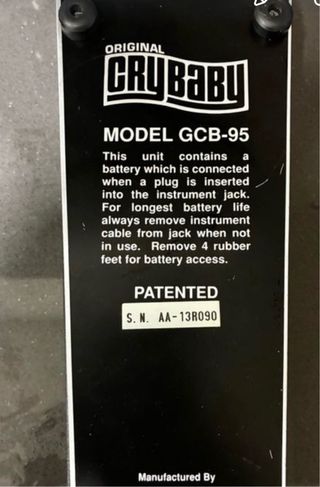 ORIGINAL
CRYBABY
MODEL GCB-95
This unit contains a
battery which is connected
when a plug is inserted
into the instrument jack.
For longest battery life
always remove instrument
cable from jack when not
in use. Remove 4 rubber
feet for battery access.
PATENTED
S.N. AA-13R090
Manufactured By